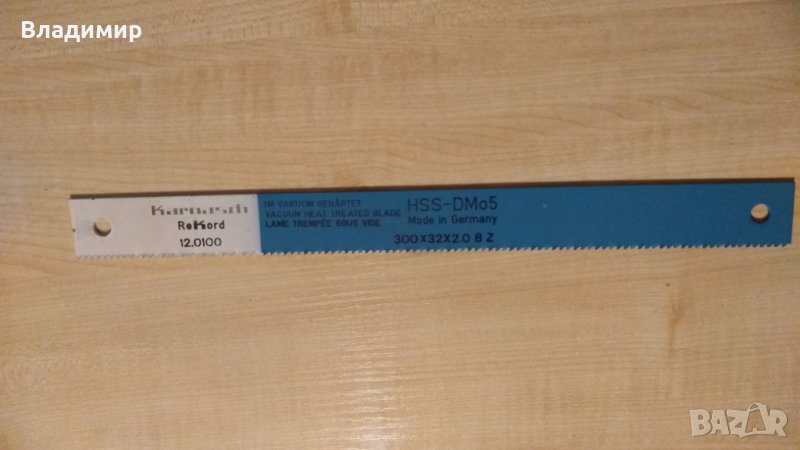 Владимир
Karnasch
ReKord
12.0100
IM VAKUUM GEHÄRTET
VACUUM HEAT TREATED BLADE
LAME TREMPÉE SOUS VIDE
HSS-DMo5
Made in Germany
300X32X2.0 8 Z
BAZAR